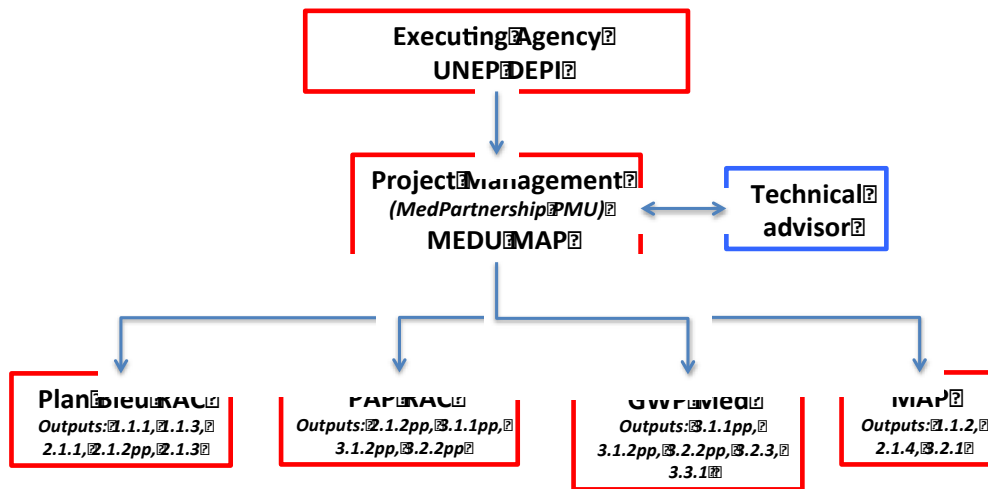 Executing Agency
UNEP DEPI
Project Management
(MedPartnership PMU)
MEDU MAP
Technical
advisor
Plan Bleu RAC
Outputs: 1.1.1, 1.1.3,
2.1.1, 2.1.2pp, 2.1.3
PAP RAC
Outputs: 2.1.2pp, 3.1.1pp,
3.1.2pp, 3.2.2pp
GWP Med
Outputs: 3.1.1pp,
3.1.2pp, 3.2.2pp, 3.2.3,
3.3.1
MAP
Outputs: 1.1.2,
2.1.4, 3.2.1